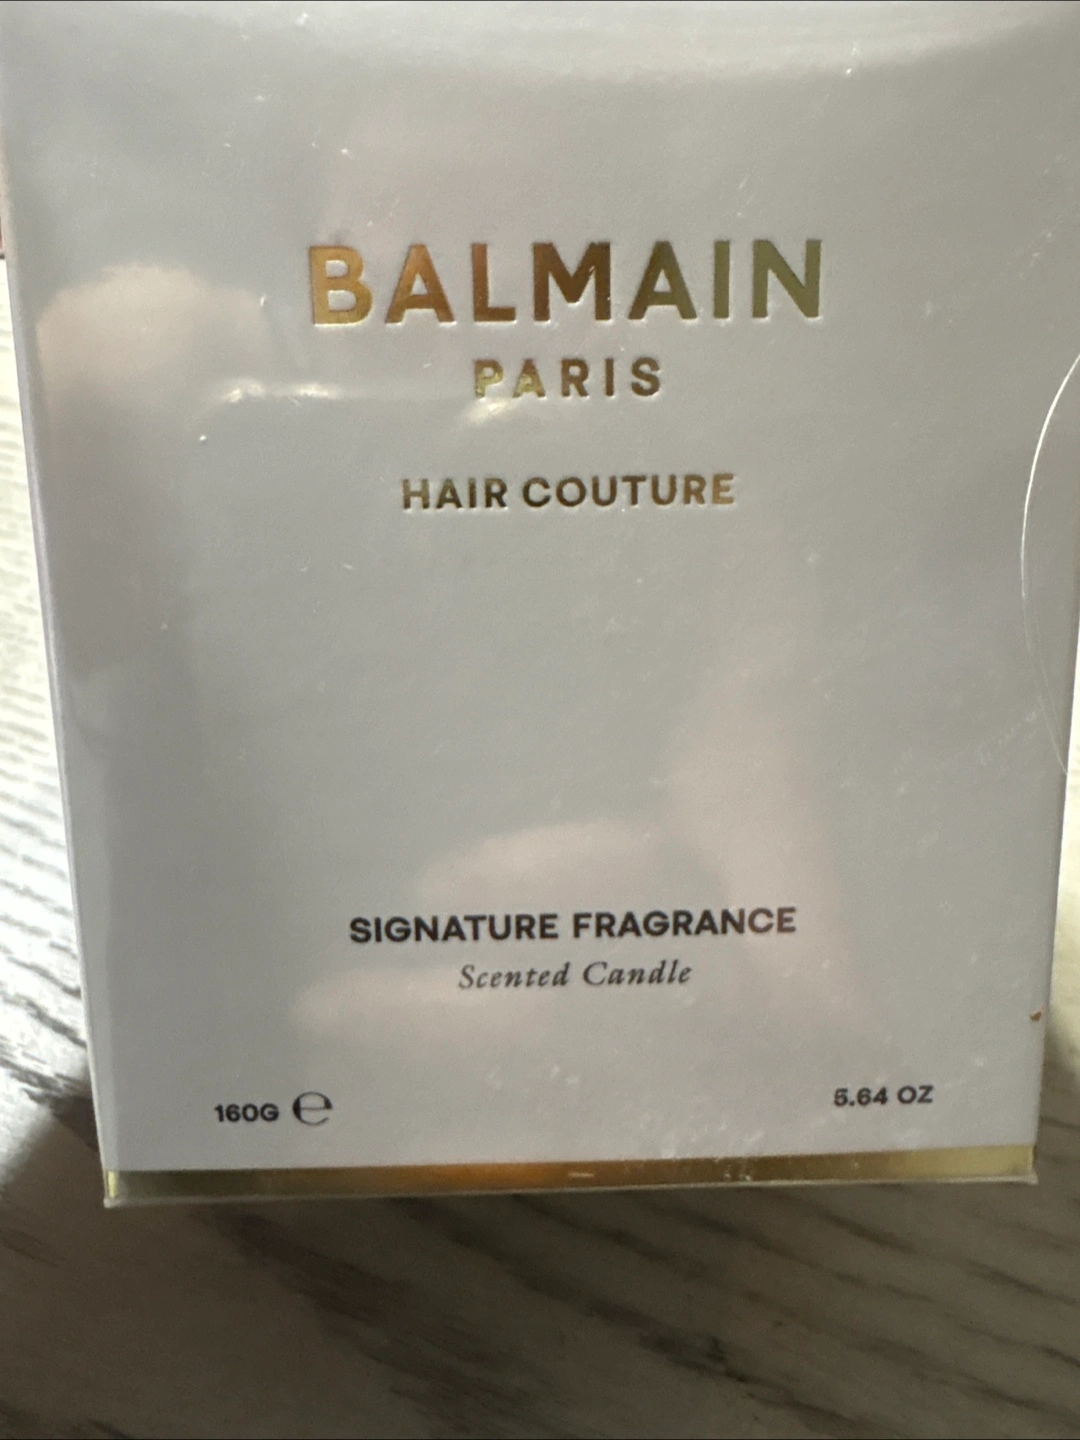 BALMAIN
PARIS
HAIR COUTURE
SIGNATURE FRAGRANCE
Scented Candle
160G ℮
5.64 OZ